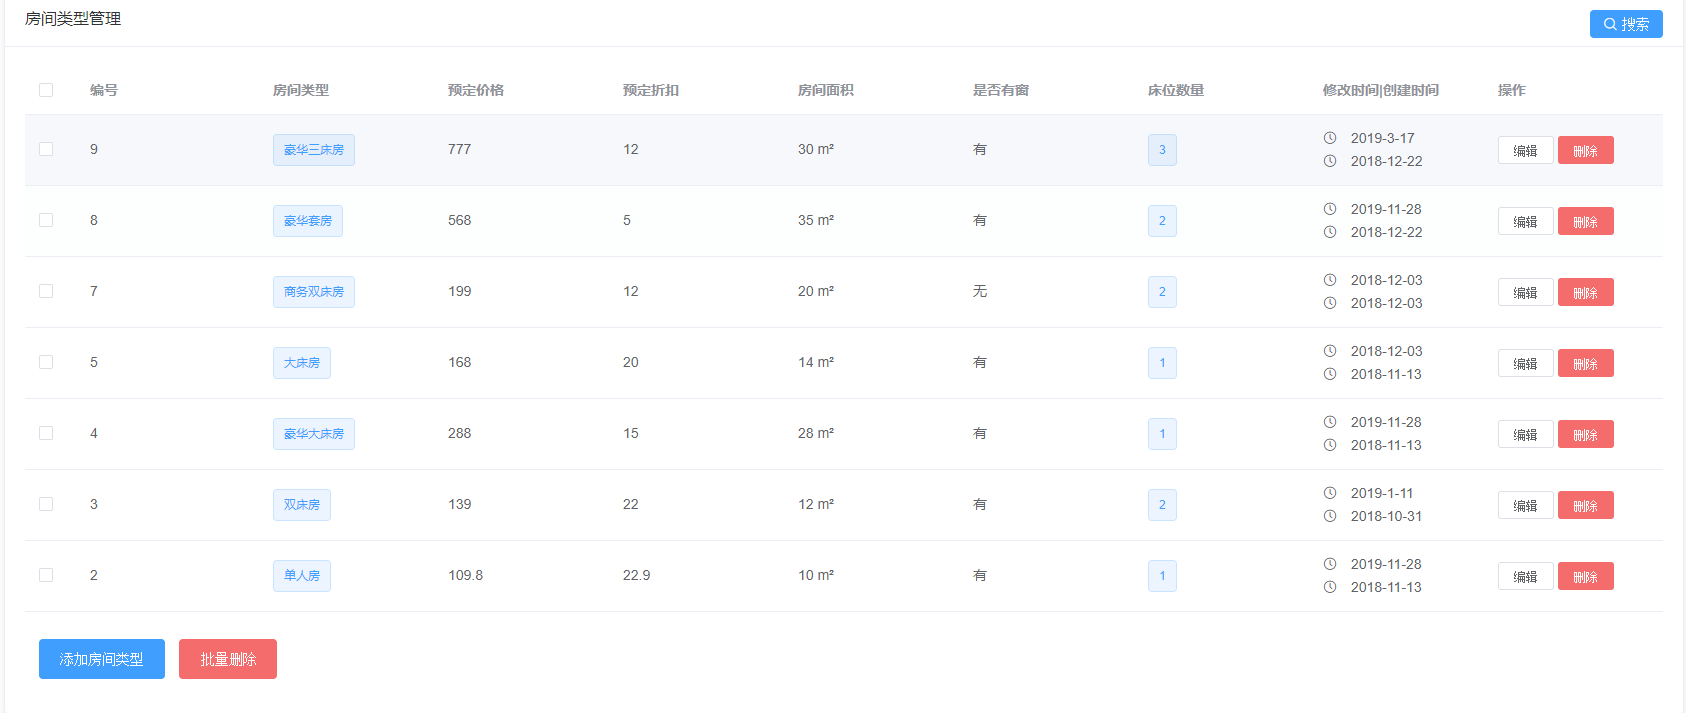 房间类型管理
搜索
编号 房间类型 预定价格 预定折扣 房间面积 是否有窗 床位数量 修改时间|创建时间 操作
9 豪华三床房 777 12 30 m² 有 3 2019-3-17 编辑 删除
2018-12-22
8 豪华套房 568 5 35 m² 有 2 2019-11-28 编辑 删除
2018-12-22
7 商务双床房 199 12 20 m² 无 2 2018-12-03 编辑 删除
2018-12-03
5 大床房 168 20 14 m² 有 1 2018-12-03 编辑 删除
2018-11-13
4 豪华大床房 288 15 28 m² 有 1 2019-11-28 编辑 删除
2018-11-13
3 双床房 139 22 12 m² 有 2 2019-1-11 编辑 删除
2018-10-31
2 单人房 109.8 22.9 10 m² 有 1 2019-11-28 编辑 删除
2018-11-13
添加房间类型 批量删除